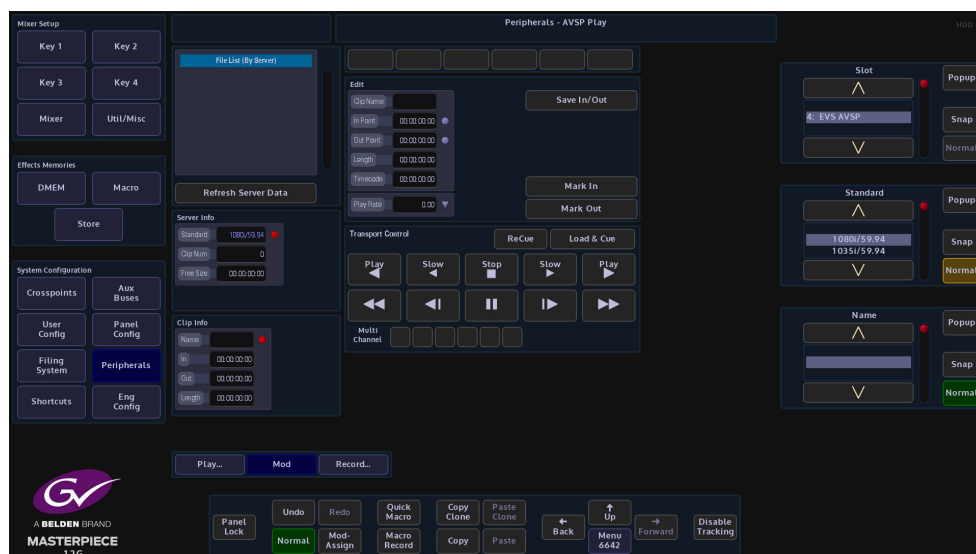 Mixer Setup
Key 1
Key 2
Key 3
Key 4
Mixer
Util/Misc
Effects Memories
DMEM
Macro
Store
System Configuration
Crosspoints
Aux
Buses
User
Config
Panel
Config
Filing
System
Peripherals
Shortcuts
Eng
Config
GV
A BELDEN BRAND
MASTERPIECE
12G
Peripherals - AVSP Play
HDD
File List (By Server)
Refresh Server Data
Server Info
Standard 1080i/59.94
Clip Num 0
Free Size 00:00:00:00
Clip Info
Name
In 00:00:00:00
Out 00:00:00:00
Length 00:00:00:00
Edit
Clip Name
In Point 00:00:00:00
Out Point 00:00:00:00
Length 00:00:00:00
Timecode 00:00:00:00
Play Rate 0.00
Save In/Out
Mark In
Mark Out
Transport Control
ReCue
Load & Cue
Play
Slow
Stop
Slow
Play
Multi
Channel
Slot
4: EVS AVSP
Popup
Snap
Normal
Standard
1080i/59.94
1035i/59.94
Popup
Snap
Normal
Name
Popup
Snap
Normal
Play...
Mod
Record...
Panel
Lock
Undo
Redo
Normal
Mod-
Assign
Quick
Macro
Macro
Record
Copy
Clone
Paste
Clone
Copy
Paste
Back
Up
Menu
6642
Forward
Disable
Tracking